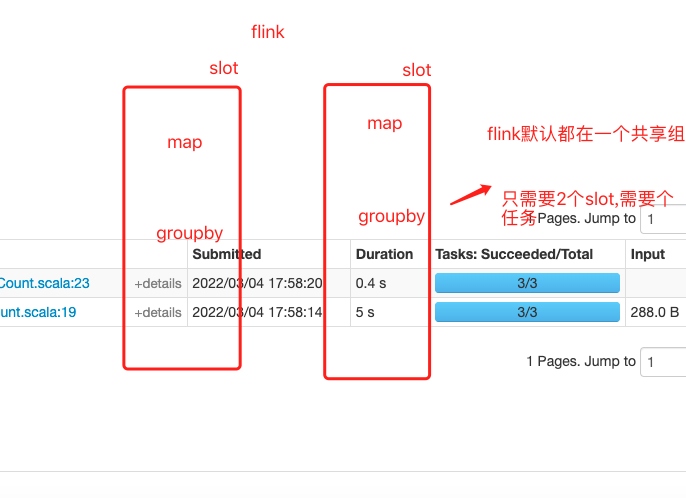 flink
slot
slot
map
map
flink默认都在一个共享组
groupby
groupby
只需要2个slot,需要个
任务
Pages. Jump to 1
Submitted Duration Tasks: Succeeded/Total Input
Count.scala:23 +details 2022/03/04 17:58:20 0.4 s 3/3
unt.scala:19 +details 2022/03/04 17:58:14 5 s 3/3 288.0 B
1 Pages. Jump to 1